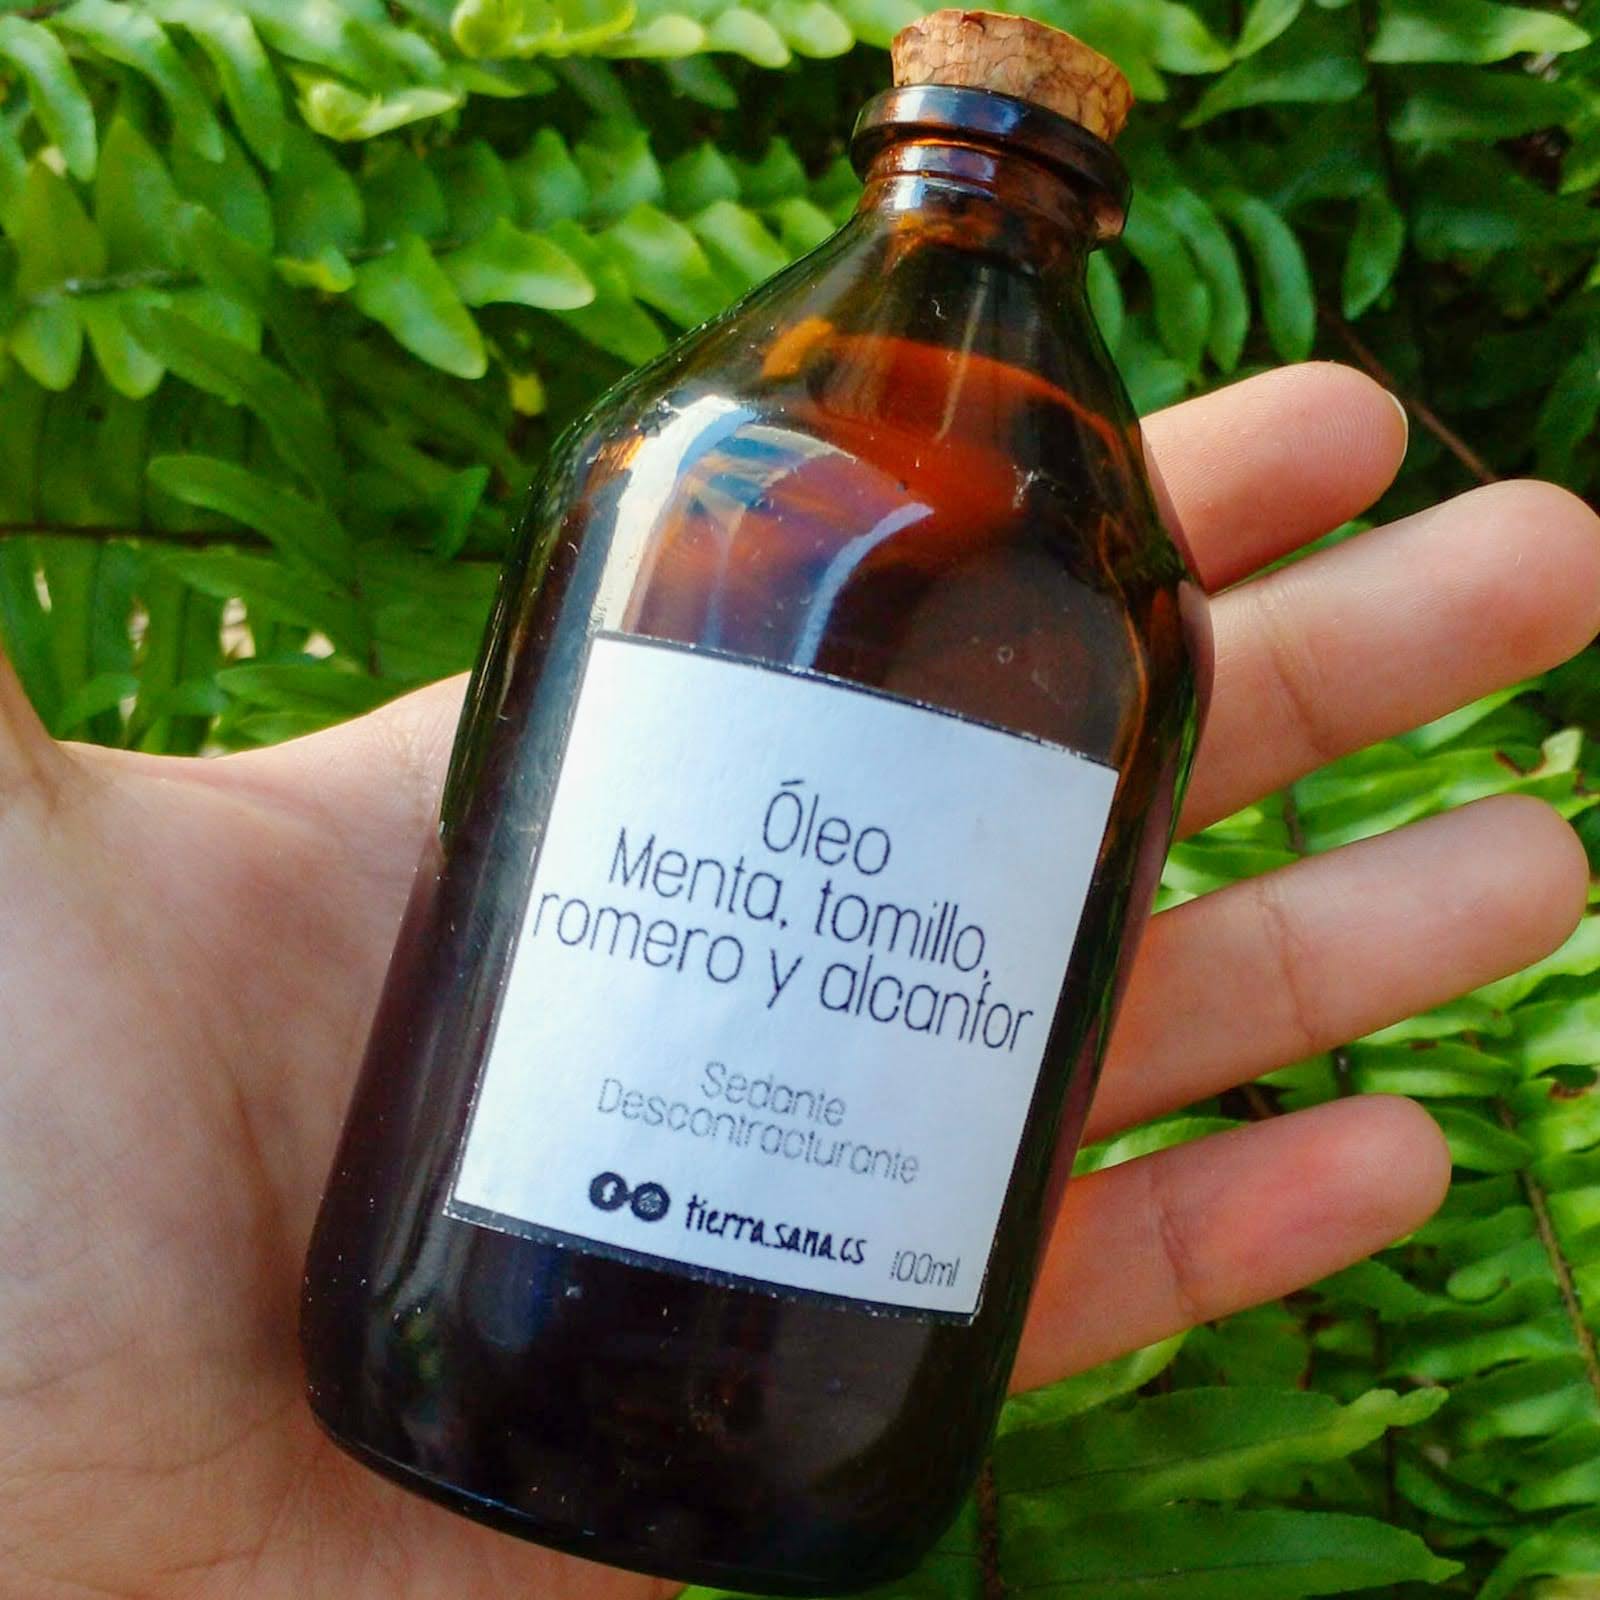 Óleo
Menta, tomillo,
romero y alcanfor
Sedante
Descontracturante
tierra.sana.cs
100ml